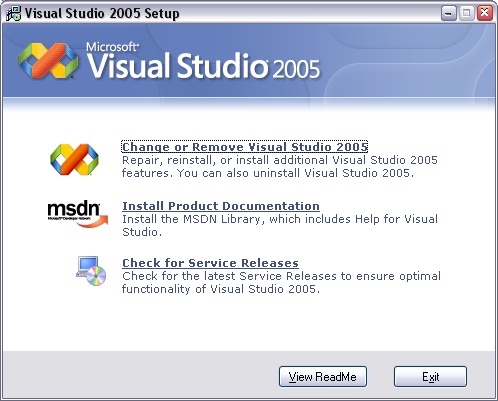 Visual Studio 2005 Setup
Microsoft®
Visual Studio® 2005
Change or Remove Visual Studio 2005
Repair, reinstall, or install additional Visual Studio 2005
features. You can also uninstall Visual Studio 2005.
msdn
Microsoft Developer Network
Install Product Documentation
Install the MSDN Library, which includes Help for Visual
Studio.
Check for Service Releases
Check for the latest Service Releases to ensure optimal
functionality of Visual Studio 2005.
View ReadMe
Exit